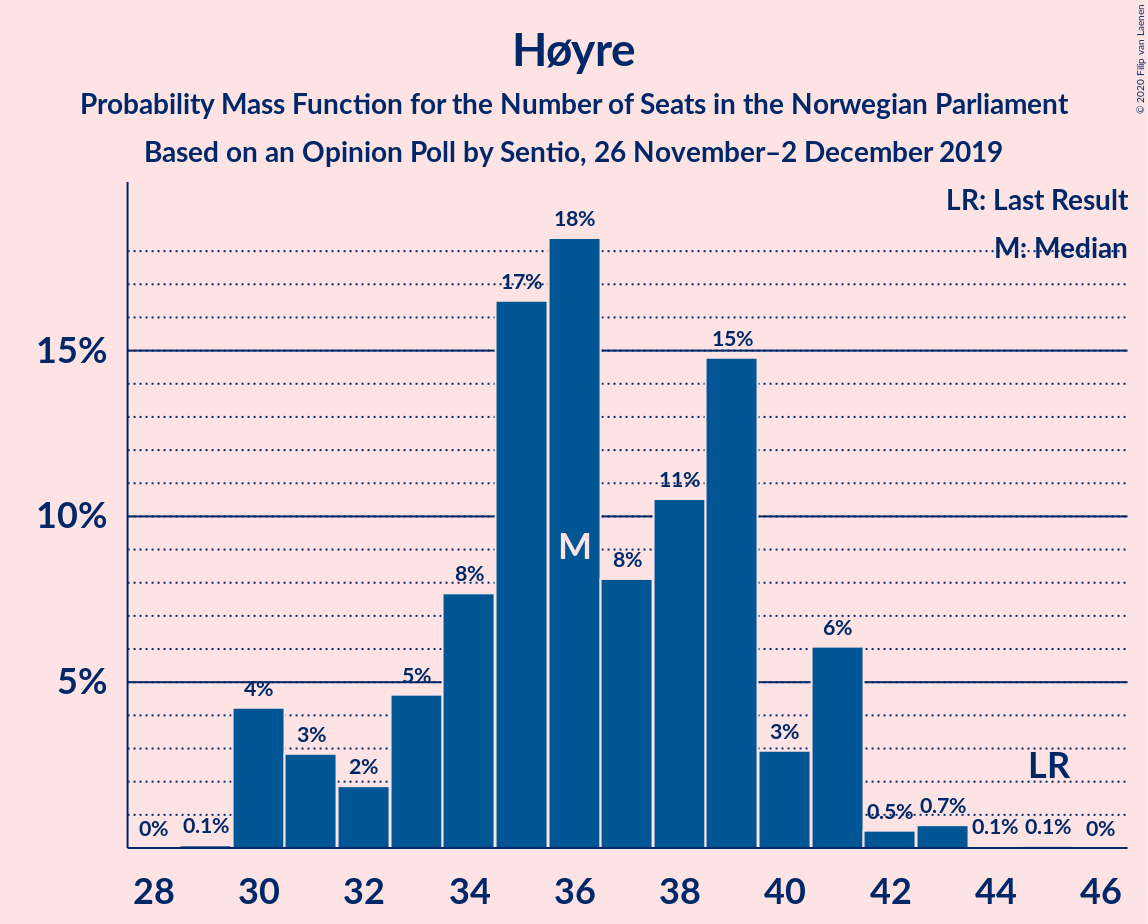 Høyre
Probability Mass Function for the Number of Seats in the Norwegian Parliament
Based on an Opinion Poll by Sentio, 26 November–2 December 2019
© 2020 Filip van Laenen
LR: Last Result
M: Median
15%
10%
5%
0%
0.1%
4%
3%
2%
5%
8%
17%
18%
8%
11%
15%
3%
6%
0.5%
0.7%
0.1%
0.1%
0%
M
LR
28 30 32 34 36 38 40 42 44 46